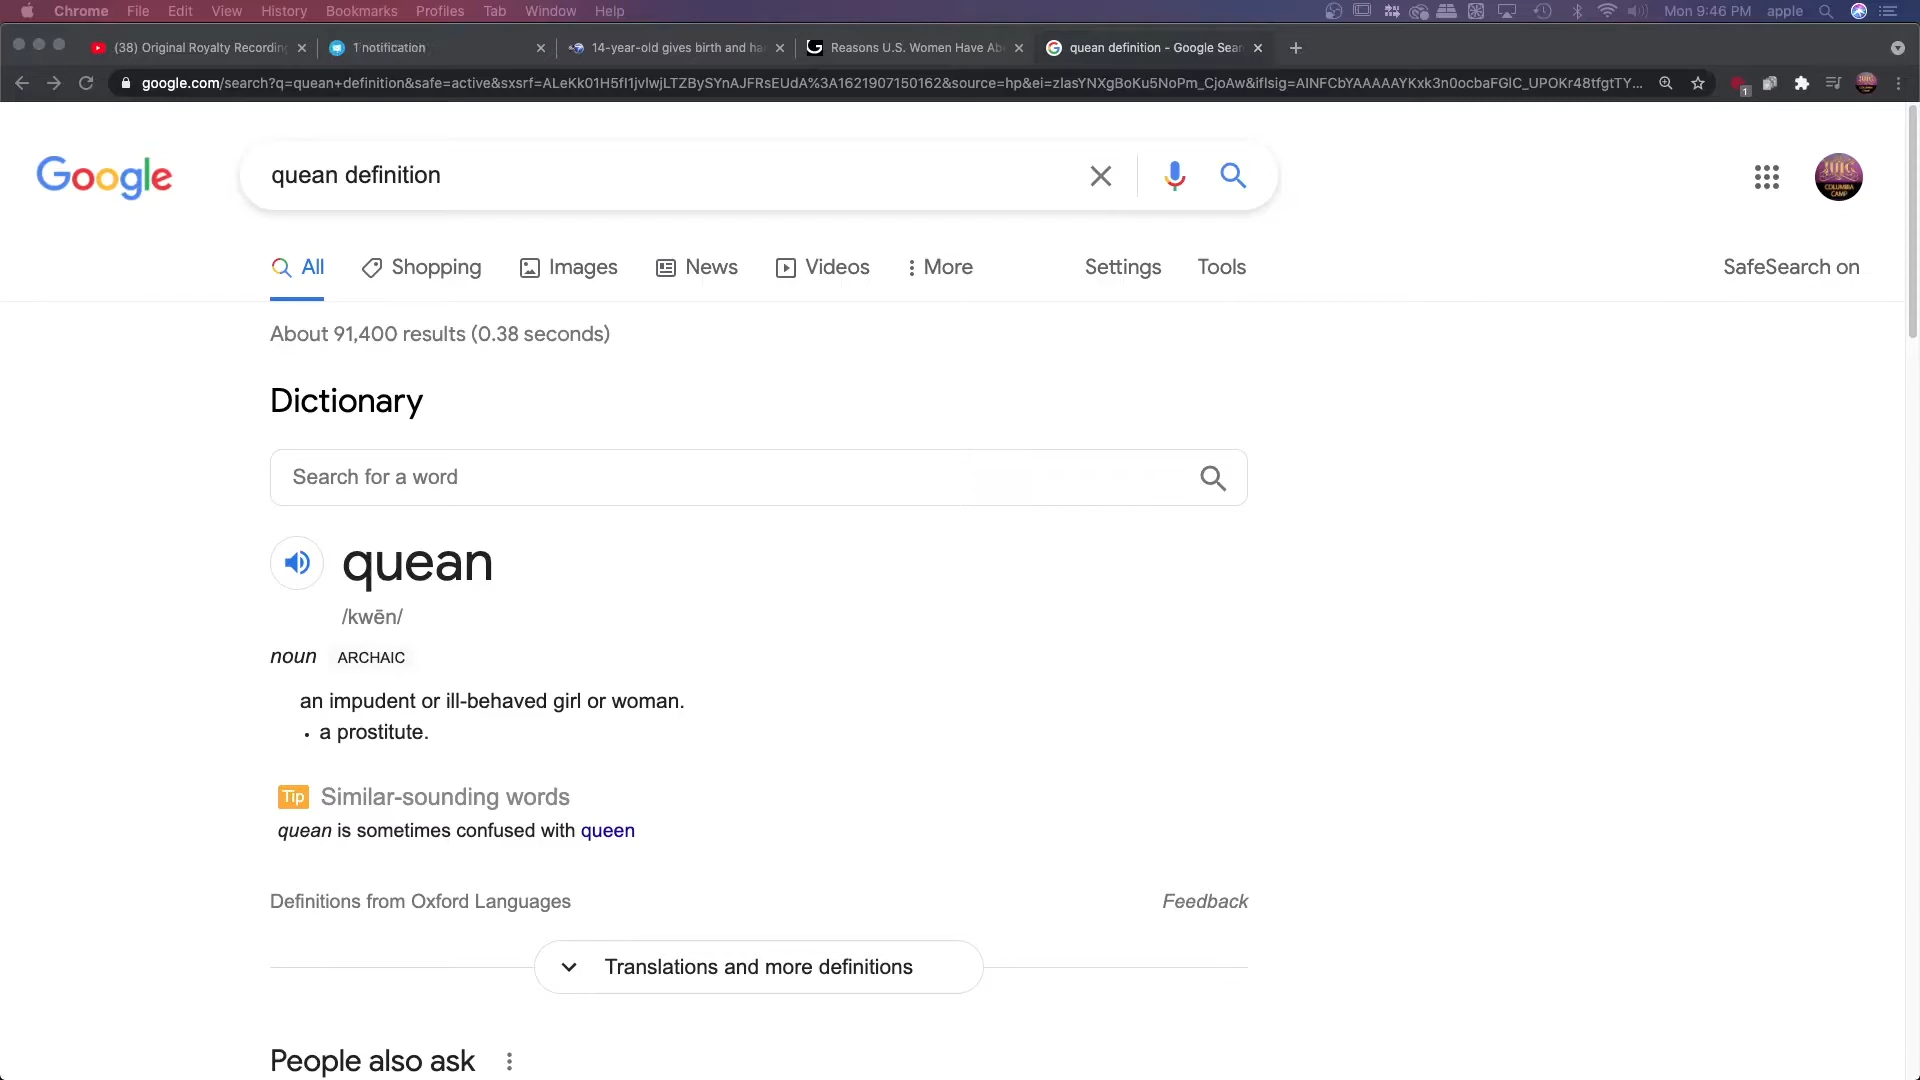 Chrome File Edit View History Bookmarks Profiles Tab Window Help Mon 9:46 PM apple
(38) Original Royalty Recording 1 notification 14-year-old gives birth and ha Reasons U.S. Women Have Ab quean definition - Google Sear
google.com/search?q=quean+definition&safe=active&sxsrf=ALeKk01H5fI1jvlwjLTZBySYnAJFRsEUdA%3A1621907150162&source=hp&ei=zIasYNXgBoKu5NoPm_CjoAw&iflsig=AINFCbYAAAAAYKxk3n0ocbaFGIC_UPOKr48tfgtTY... 1
Google quean definition
All Shopping Images News Videos More Settings Tools SafeSearch on
About 91,400 results (0.38 seconds)
Dictionary
Search for a word
quean
/kwēn/
noun ARCHAIC
an impudent or ill-behaved girl or woman.
• a prostitute.
Tip Similar-sounding words
quean is sometimes confused with queen
Definitions from Oxford Languages Feedback
Translations and more definitions
People also ask